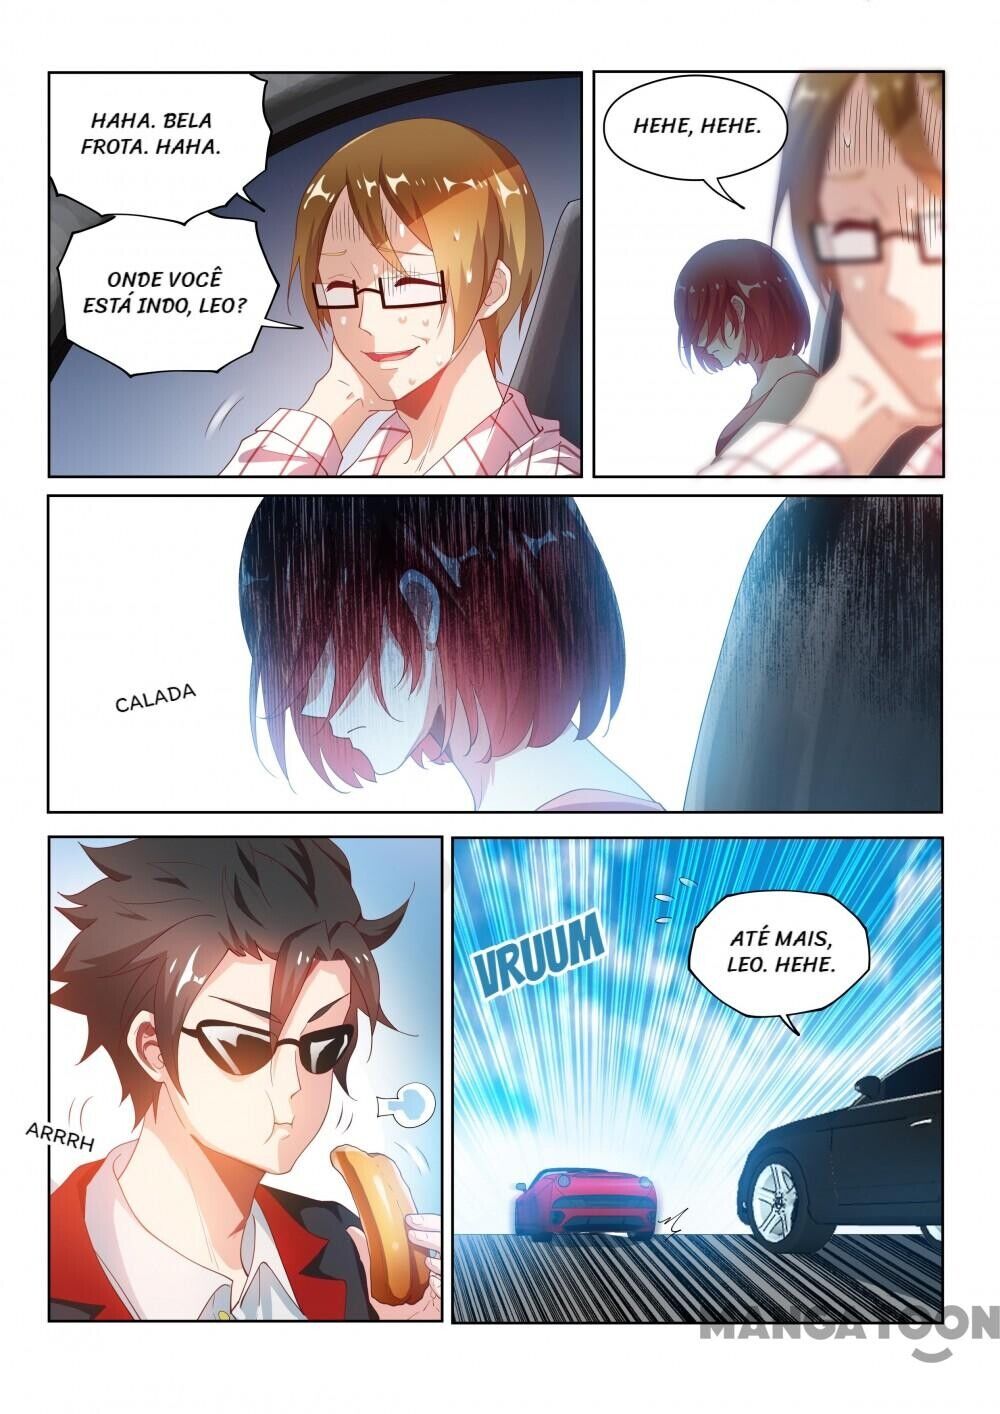 HAHA. BELA
FROTA. HAHA.
ONDE VOCÊ
ESTÁ INDO, LEO?
HEHE, HEHE.
CALADA
ARRRH
VRUUM
ATÉ MAIS,
LEO. HEHE.
MANGATOON